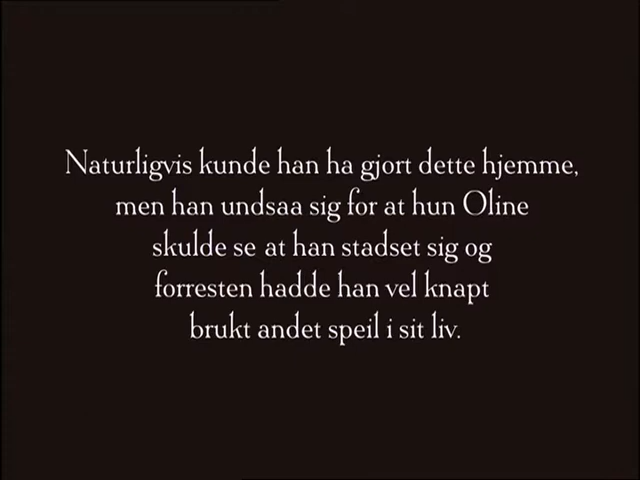 Naturligvis kunde han ha gjort dette hjemme,
men han undsaa sig for at hun Oline
skulde se at han stadset sig og
forresten hadde han vel knapt
brukt andet speil i sit liv.